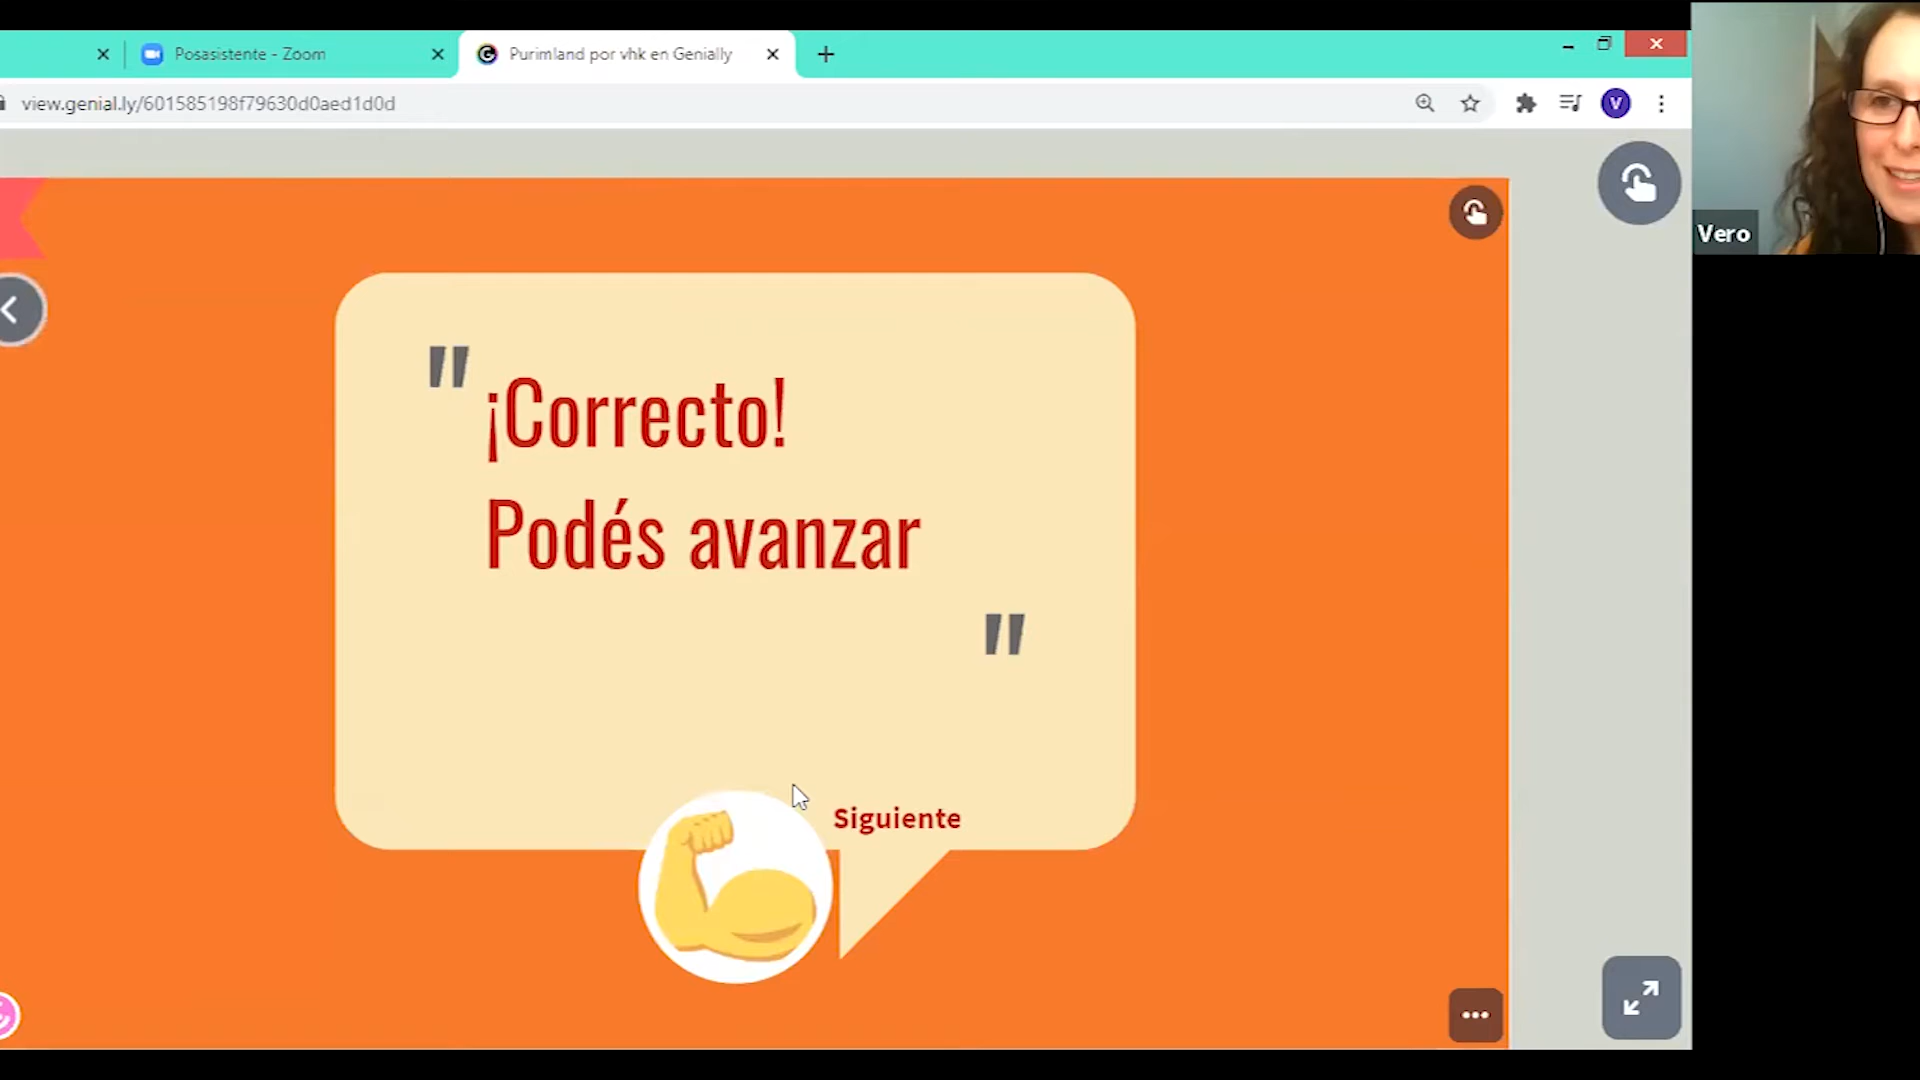 Posasistente - Zoom
Purimland por vhk en Genially
view.genial.ly/601585198f79630d0aed1d0d
V
Vero
"¡Correcto!
Podés avanzar
"
Siguiente